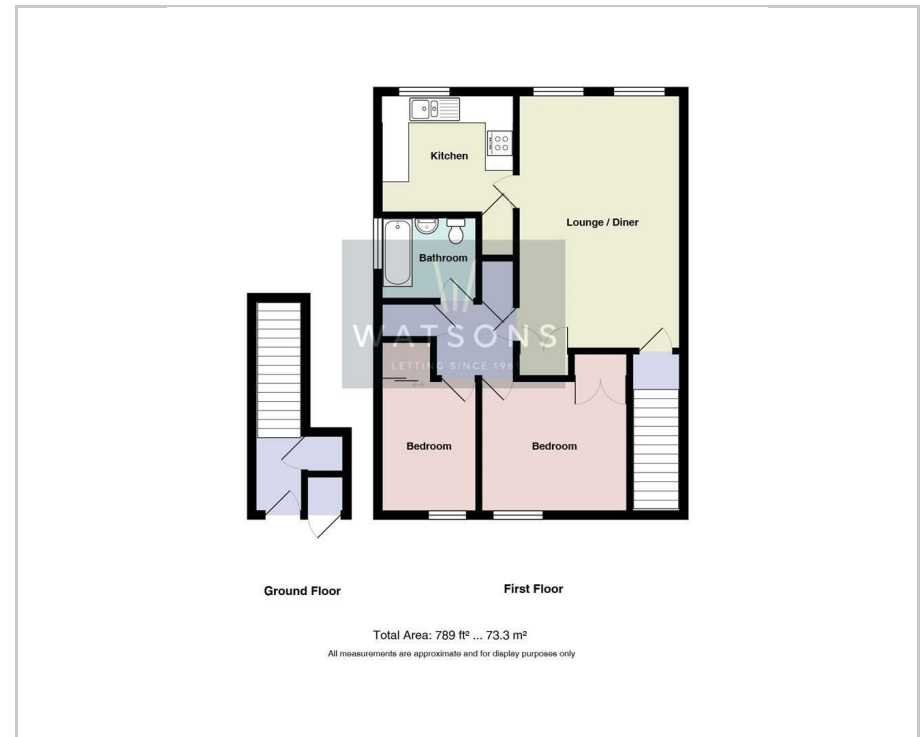 Kitchen
Lounge / Diner
Bathroom
WATSONS
LETTING SINCE 196
Bedroom
Bedroom
Ground Floor
First Floor
Total Area: 789 ft² ... 73.3 m²
All measurements are approximate and for display purposes only